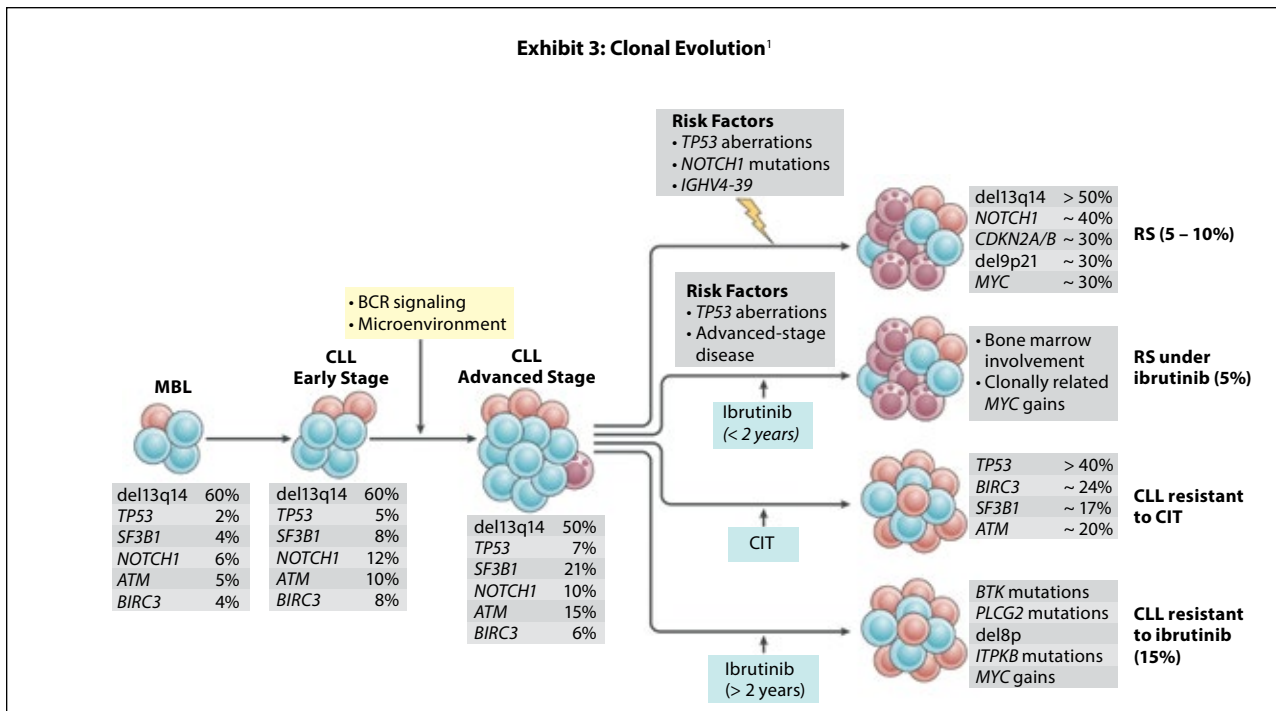 Exhibit 3: Clonal Evolution1
Risk Factors
• TP53 aberrations
• NOTCH1 mutations
• IGHV4-39
del13q14 > 50%
NOTCH1 ~ 40%
CDKN2A/B ~ 30%
del9p21 ~ 30%
MYC ~ 30%
RS (5 – 10%)
• BCR signaling
• Microenvironment
Risk Factors
• TP53 aberrations
• Advanced-stage
disease
Ibrutinib
(< 2 years)
• Bone marrow
involvement
• Clonally related
MYC gains
RS under
ibrutinib (5%)
MBL
del13q14 60%
TP53 2%
SF3B1 4%
NOTCH1 6%
ATM 5%
BIRC3 4%
CLL
Early Stage
del13q14 60%
TP53 5%
SF3B1 8%
NOTCH1 12%
ATM 10%
BIRC3 8%
CLL
Advanced Stage
del13q14 50%
TP53 7%
SF3B1 21%
NOTCH1 10%
ATM 15%
BIRC3 6%
CIT
TP53 > 40%
BIRC3 ~ 24%
SF3B1 ~ 17%
ATM ~ 20%
CLL resistant
to CIT
Ibrutinib
(> 2 years)
BTK mutations
PLCG2 mutations
del8p
ITPKB mutations
MYC gains
CLL resistant
to ibrutinib
(15%)